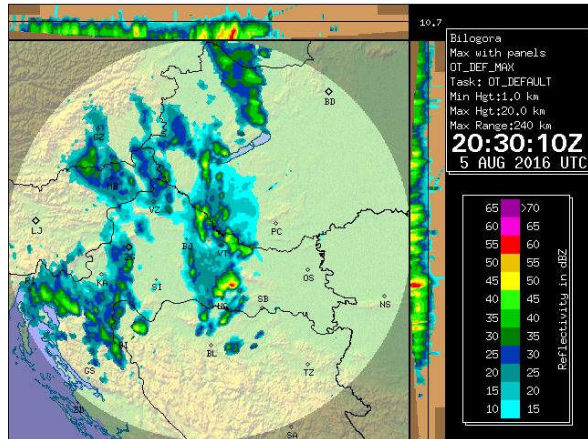 10.7
Bilogora
Max with panels
OT_DEF_MAX
Task: OT_DEFAULT
Min Hgt:1.0 km
Max Hgt:20.0 km
Max Range:240 km
20:30:10Z
5 AUG 2016 UTC
BD
LJ
VZ
PC
BJ
VT
KA
SI
OS
NG
SB
NS
BL
GS
TZ
SA
65 >70
60 65
55 60
50 55
45 50
40 45
35 40
30 35
25 30
20 25
15 20
10 15
Reflectivity in dBZ